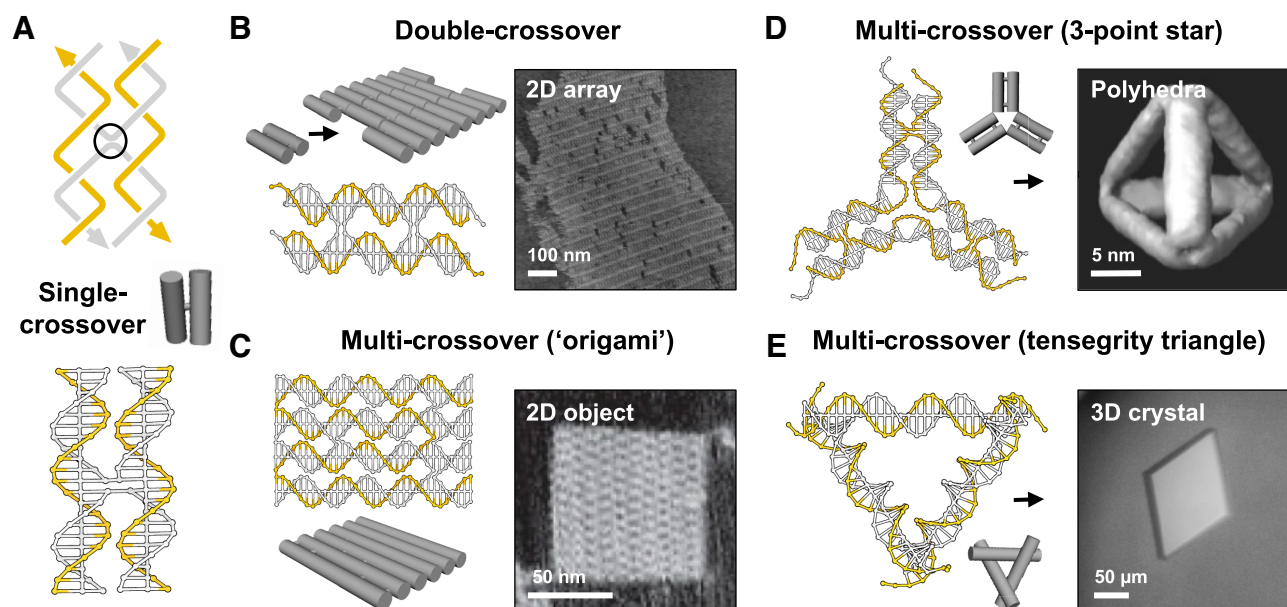 A
Single-
crossover
B
Double-crossover
2D array
100 nm
C
Multi-crossover (‘origami’)
2D object
50 nm
D
Multi-crossover (3-point star)
Polyhedra
5 nm
E
Multi-crossover (tensegrity triangle)
3D crystal
50 µm